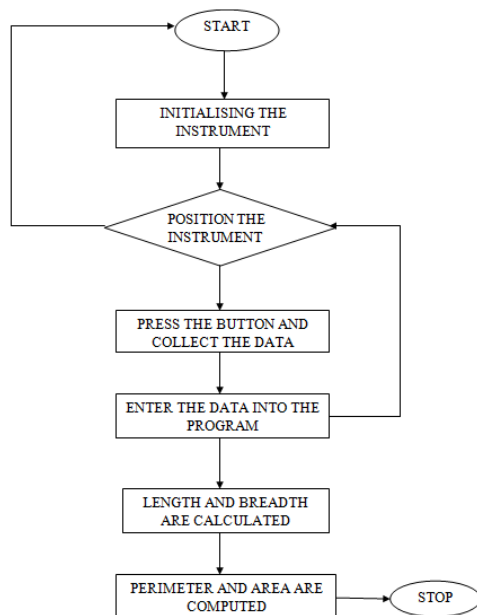 START
INITIALISING THE
INSTRUMENT
POSITION THE
INSTRUMENT
PRESS THE BUTTON AND
COLLECT THE DATA
ENTER THE DATA INTO THE
PROGRAM
LENGTH AND BREADTH
ARE CALCULATED
PERIMETER AND AREA ARE
COMPUTED
STOP